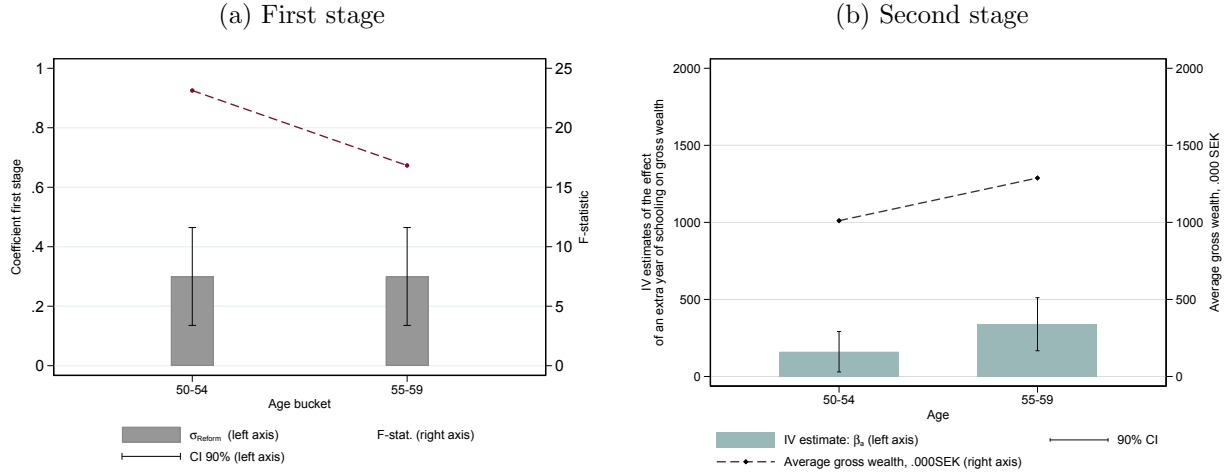 (a) First stage
1
.8
.6
.4
.2
0
Coefficient first stage
25
20
15
10
5
0
F-statistic
50-54
55-59
Age bucket
σReform (left axis)
F-stat. (right axis)
CI 90% (left axis)
(b) Second stage
2000
1500
1000
500
0
IV estimates of the effect
of an extra year of schooling on gross wealth
2000
1500
1000
500
0
Average gross wealth, .000 SEK
50-54
55-59
Age
IV estimate: βa (left axis)
90% CI
Average gross wealth, .000SEK (right axis)